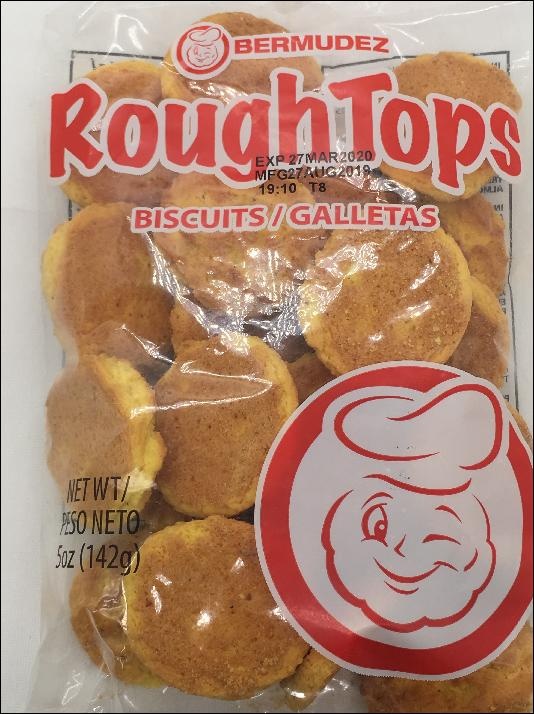 BERMUDEZ
RoughTops
EXP 27MAR2020
MFG27AUG2019
19:10 T8
BISCUITS / GALLETAS
NET WT/
PESO NETO
5oz (142g)